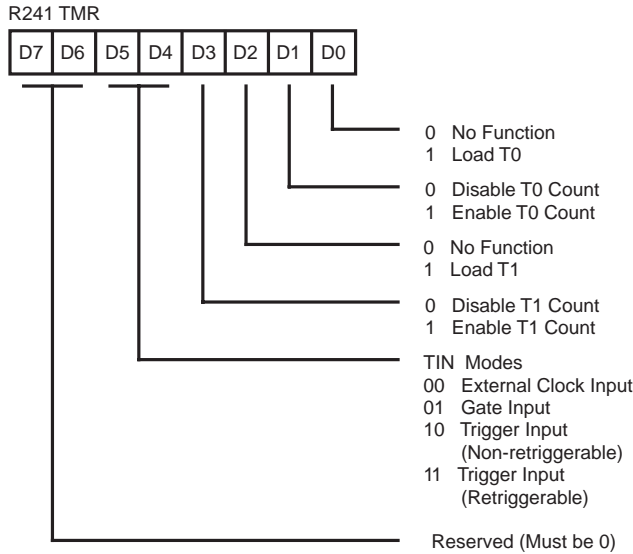 R241 TMR
D7 D6 D5 D4 D3 D2 D1 D0
0 No Function
1 Load T0
0 Disable T0 Count
1 Enable T0 Count
0 No Function
1 Load T1
0 Disable T1 Count
1 Enable T1 Count
TIN Modes
00 External Clock Input
01 Gate Input
10 Trigger Input
(Non-retriggerable)
11 Trigger Input
(Retriggerable)
Reserved (Must be 0)